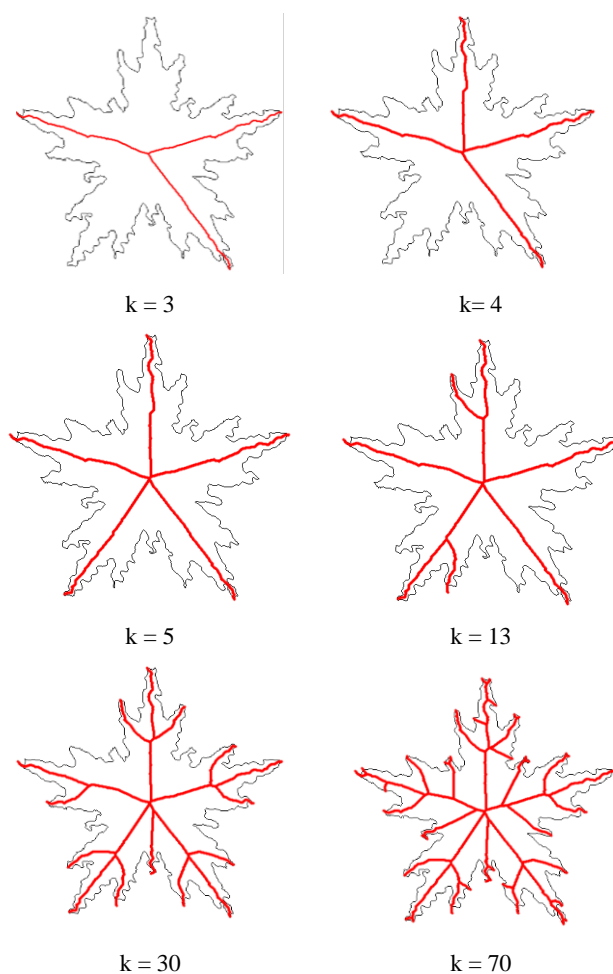 k = 3
k= 4
k = 5
k = 13
k = 30
k = 70